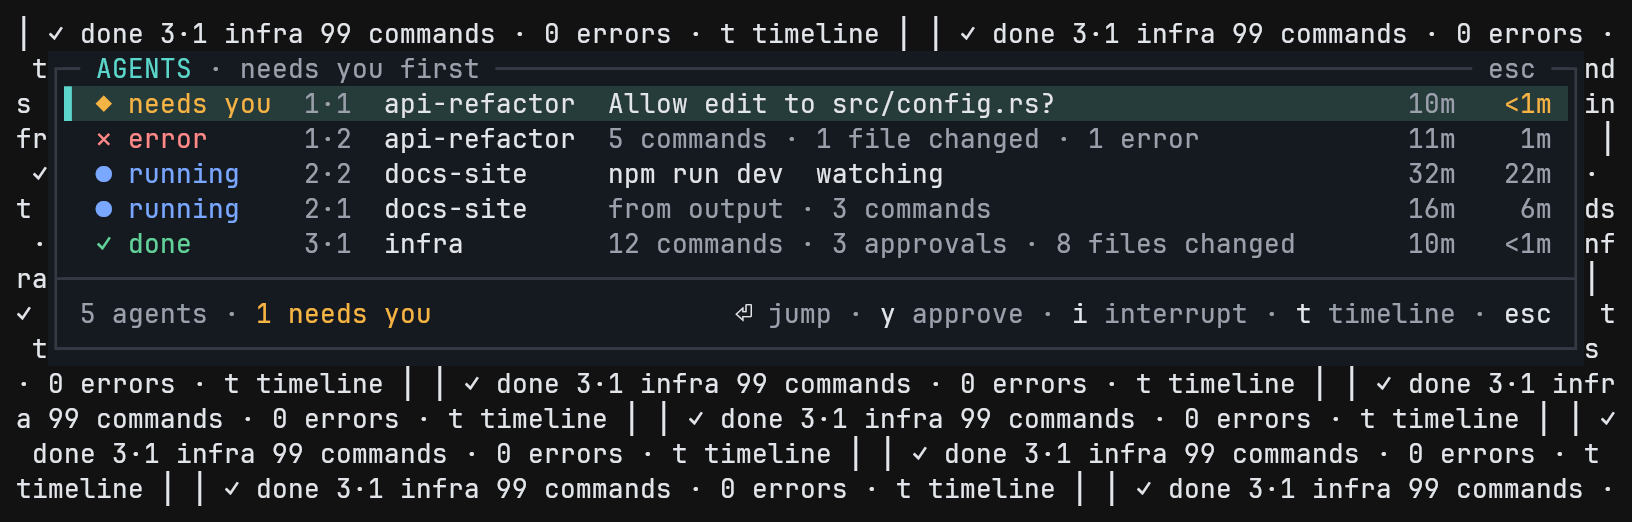 │ ✓ done 3·1 infra 99 commands · 0 errors · t timeline │ │ ✓ done 3·1 infra 99 commands · 0 errors ·
t AGENTS · needs you first esc nd
s ◆ needs you 1·1 api-refactor Allow edit to src/config.rs? 10m <1m in
fr × error 1·2 api-refactor 5 commands · 1 file changed · 1 error 11m 1m │
✓ ● running 2·2 docs-site npm run dev watching 32m 22m ·
t ● running 2·1 docs-site from output · 3 commands 16m 6m ds
· ✓ done 3·1 infra 12 commands · 3 approvals · 8 files changed 10m <1m nf
ra │
✓ 5 agents · 1 needs you ⏎ jump · y approve · i interrupt · t timeline · esc t
t s
· 0 errors · t timeline │ │ ✓ done 3·1 infra 99 commands · 0 errors · t timeline │ │ ✓ done 3·1 infr
a 99 commands · 0 errors · t timeline │ │ ✓ done 3·1 infra 99 commands · 0 errors · t timeline │ │ ✓
done 3·1 infra 99 commands · 0 errors · t timeline │ │ ✓ done 3·1 infra 99 commands · 0 errors · t
timeline │ │ ✓ done 3·1 infra 99 commands · 0 errors · t timeline │ │ ✓ done 3·1 infra 99 commands ·